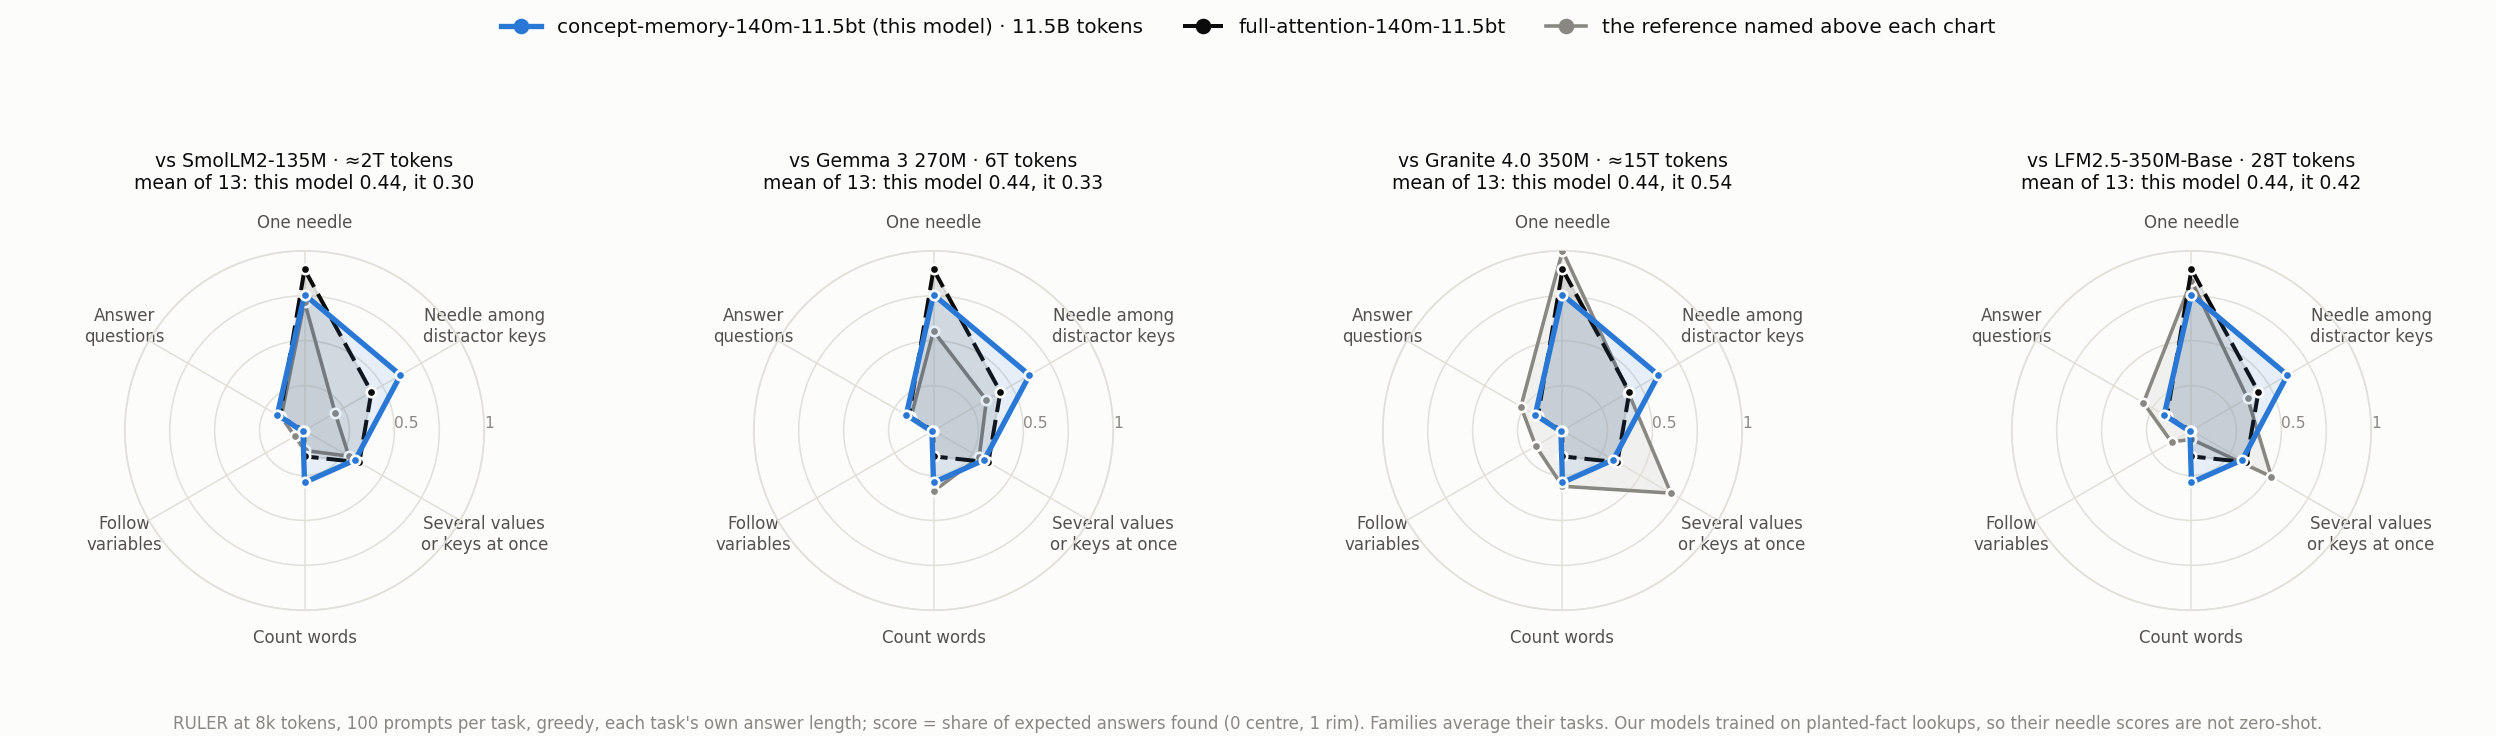 concept-memory-140m-11.5bt (this model) · 11.5B tokens
full-attention-140m-11.5bt
the reference named above each chart
vs SmolLM2-135M · ≈2T tokens
mean of 13: this model 0.44, it 0.30
One needle
Answer
questions
Needle among
distractor keys
0.5
1
Follow
variables
Several values
or keys at once
Count words
vs Gemma 3 270M · 6T tokens
mean of 13: this model 0.44, it 0.33
One needle
Answer
questions
Needle among
distractor keys
0.5
1
Follow
variables
Several values
or keys at once
Count words
vs Granite 4.0 350M · ≈15T tokens
mean of 13: this model 0.44, it 0.54
One needle
Answer
questions
Needle among
distractor keys
0.5
1
Follow
variables
Several values
or keys at once
Count words
vs LFM2.5-350M-Base · 28T tokens
mean of 13: this model 0.44, it 0.42
One needle
Answer
questions
Needle among
distractor keys
0.5
1
Follow
variables
Several values
or keys at once
Count words
RULER at 8k tokens, 100 prompts per task, greedy, each task's own answer length; score = share of expected answers found (0 centre, 1 rim). Families average their tasks. Our models trained on planted-fact lookups, so their needle scores are not zero-shot.